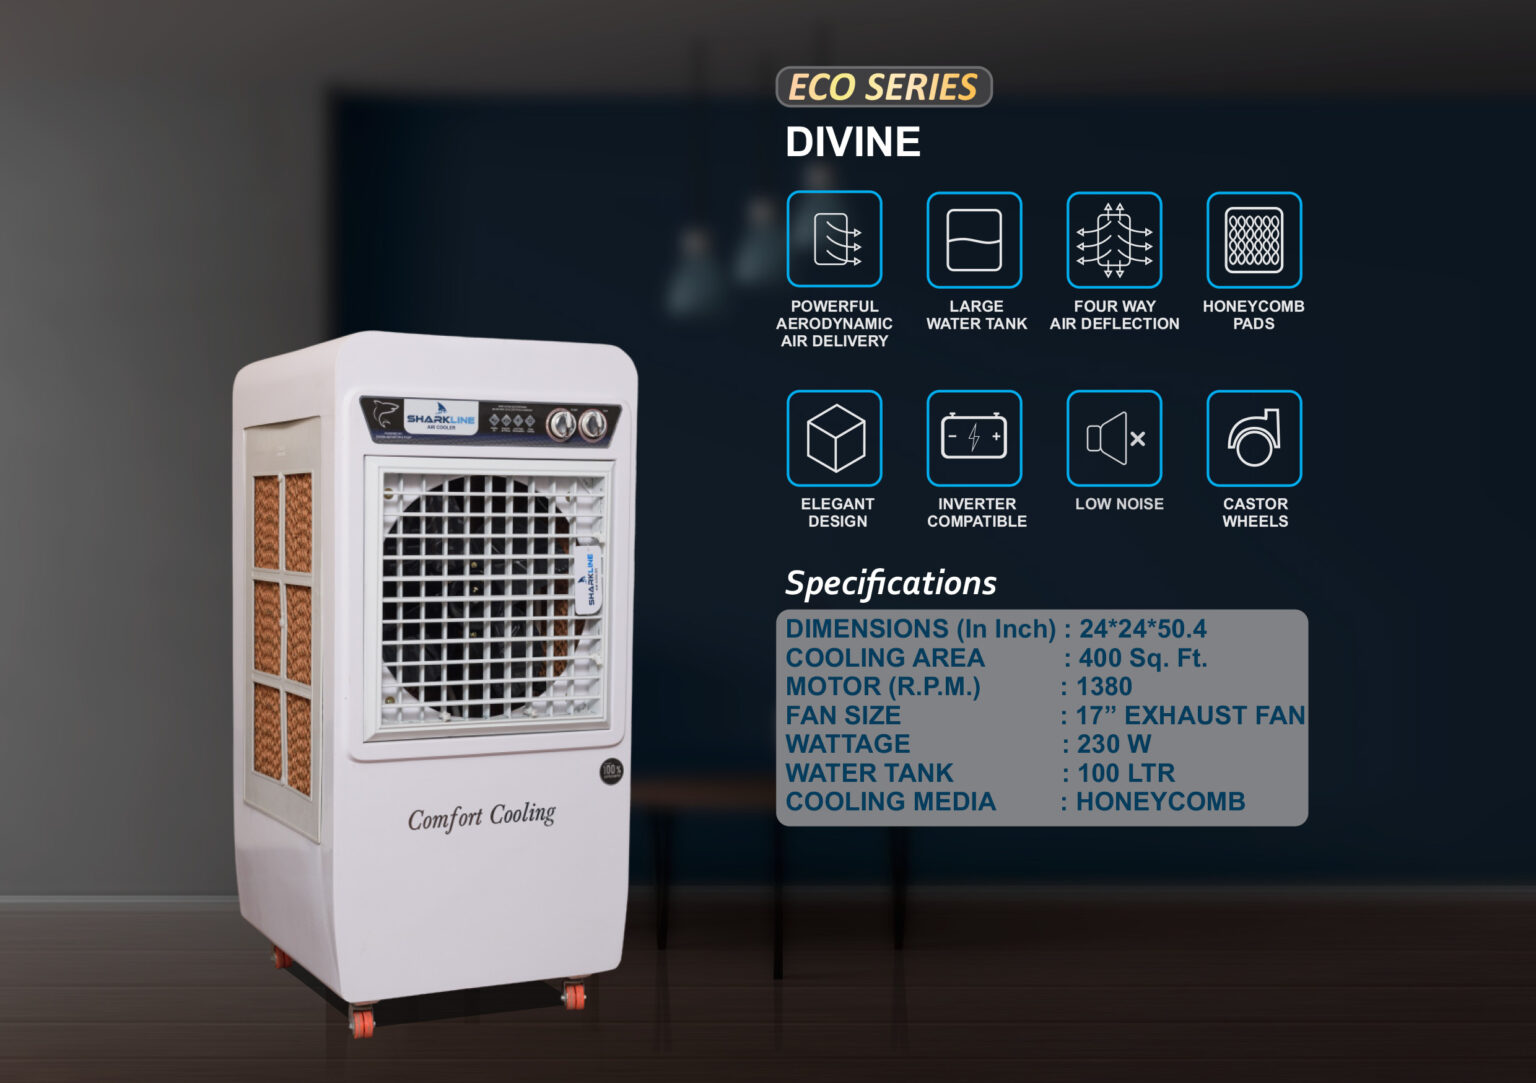 ECO SERIES
DIVINE
POWERFUL
AERODYNAMIC
AIR DELIVERY
LARGE
WATER TANK
FOUR WAY
AIR DEFLECTION
HONEYCOMB
PADS
ELEGANT
DESIGN
INVERTER
COMPATIBLE
LOW NOISE
CASTOR
WHEELS
Specifications
DIMENSIONS (In Inch) : 24*24*50.4
COOLING AREA : 400 Sq. Ft.
MOTOR (R.P.M.) : 1380
FAN SIZE : 17” EXHAUST FAN
WATTAGE : 230 W
WATER TANK : 100 LTR
COOLING MEDIA : HONEYCOMB
SHARKLINE
AIR COOLER
SHARKLINE
100%
Comfort Cooling